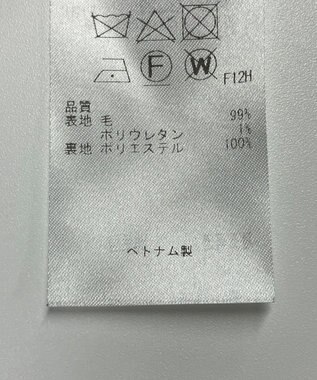 F W F12H
品質
表地 毛 99%
ポリウレタン 1%
裏地 ポリエステル 100%
ベトナム製